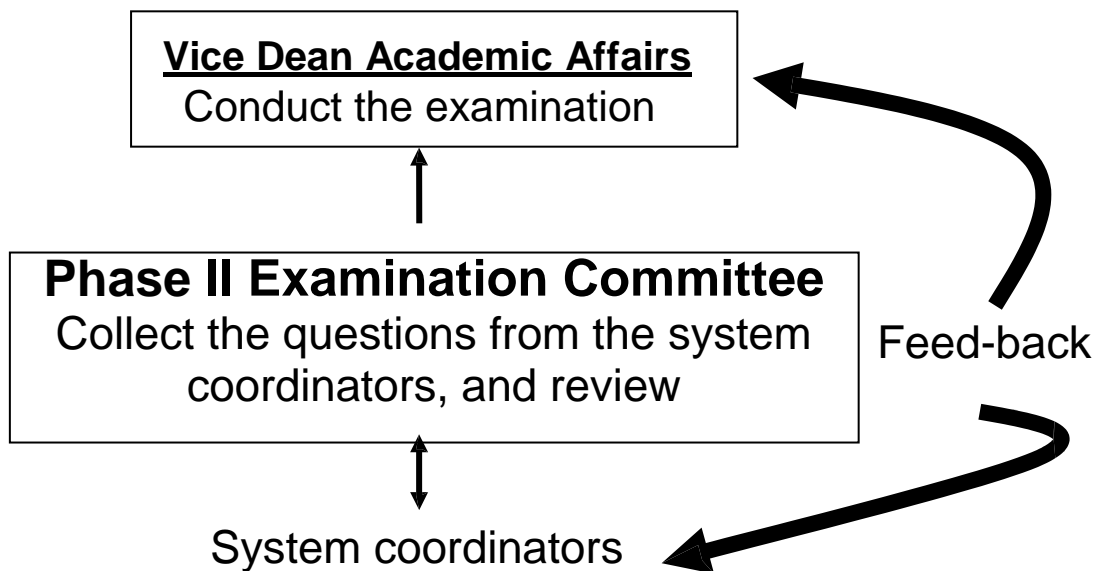 Vice Dean Academic Affairs
Conduct the examination
Phase II Examination Committee
Collect the questions from the system
coordinators, and review
Feed-back
System coordinators